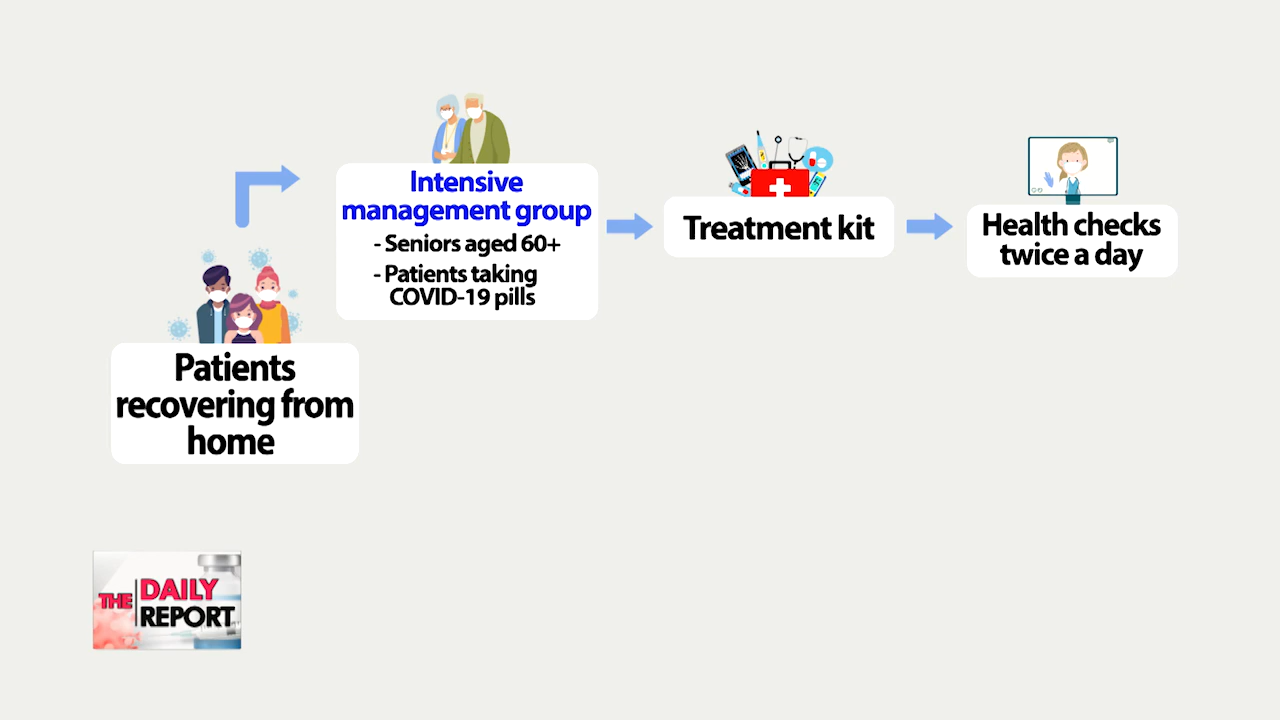 Intensive
management group
- Seniors aged 60+
- Patients taking
COVID-19 pills
Treatment kit
Health checks
twice a day
Patients
recovering from
home
THE DAILY
REPORT